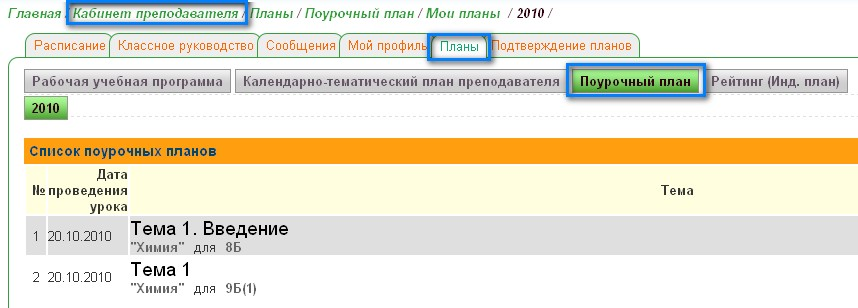 Главная / Кабинет преподавателя / Планы / Поурочный план / Мои планы / 2010 /
Расписание Классное руководство Сообщения Мой профиль Планы Подтверждение планов
Рабочая учебная программа Календарно-тематический план преподавателя Поурочный план Рейтинг (Инд. план)
2010
Список поурочных планов
№ Дата проведения урока Тема
1 20.10.2010 Тема 1. Введение
"Химия" для 8Б
2 20.10.2010 Тема 1
"Химия" для 9Б(1)